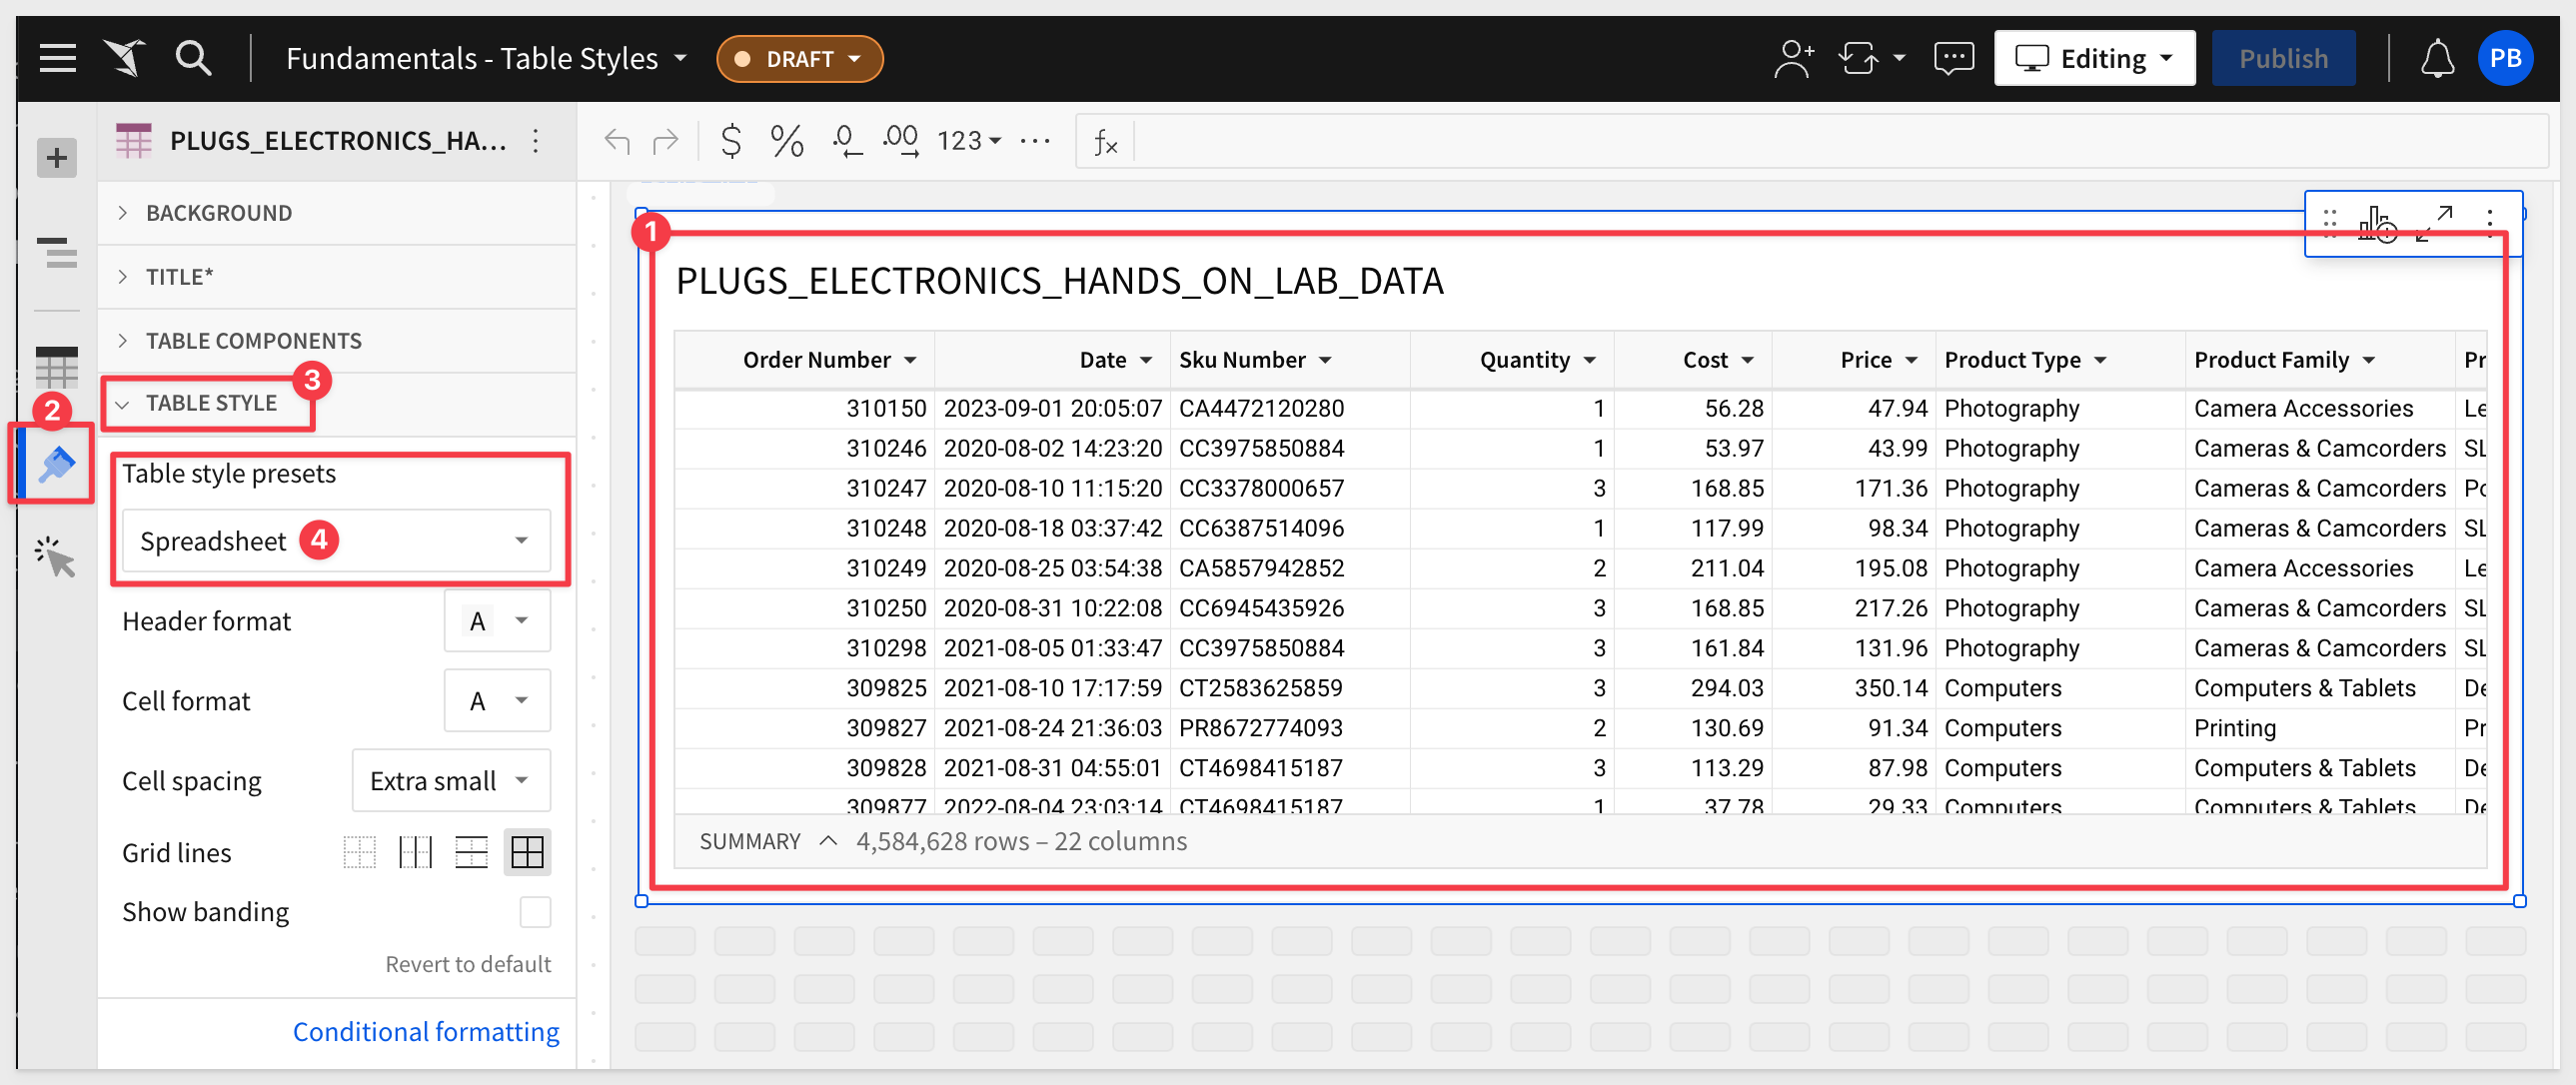 Fundamentals - Table Styles DRAFT Editing Publish PB
PLUGS_ELECTRONICS_HA... $ % .0 .00 123 ... fx
BACKGROUND
TITLE*
TABLE COMPONENTS
TABLE STYLE 3
2
Table style presets
Spreadsheet 4
Header format A
Cell format A
Cell spacing Extra small
Grid lines
Show banding
Revert to default
Conditional formatting
1
PLUGS_ELECTRONICS_HANDS_ON_LAB_DATA
Order Number Date Sku Number Quantity Cost Price Product Type Product Family Pr
310150 2023-09-01 20:05:07 CA4472120280 1 56.28 47.94 Photography Camera Accessories Le
310246 2020-08-02 14:23:20 CC3975850884 1 53.97 43.99 Photography Cameras & Camcorders SL
310247 2020-08-10 11:15:20 CC3378000657 3 168.85 171.36 Photography Cameras & Camcorders Po
310248 2020-08-18 03:37:42 CC6387514096 1 117.99 98.34 Photography Cameras & Camcorders SL
310249 2020-08-25 03:54:38 CA5857942852 2 211.04 195.08 Photography Camera Accessories Le
310250 2020-08-31 10:22:08 CC6945435926 3 168.85 217.26 Photography Cameras & Camcorders SL
310298 2021-08-05 01:33:47 CC3975850884 3 161.84 131.96 Photography Cameras & Camcorders SL
309825 2021-08-10 17:17:59 CT2583625859 3 294.03 350.14 Computers Computers & Tablets De
309827 2021-08-24 21:36:03 PR8672774093 2 130.69 91.34 Computers Printing Pr
309828 2021-08-31 04:55:01 CT4698415187 3 113.29 87.98 Computers Computers & Tablets De
309877 2022-08-04 23:03:14 CT4698415187 1 37.78 29.33 Computers Computers & Tablets De
SUMMARY 4,584,628 rows – 22 columns